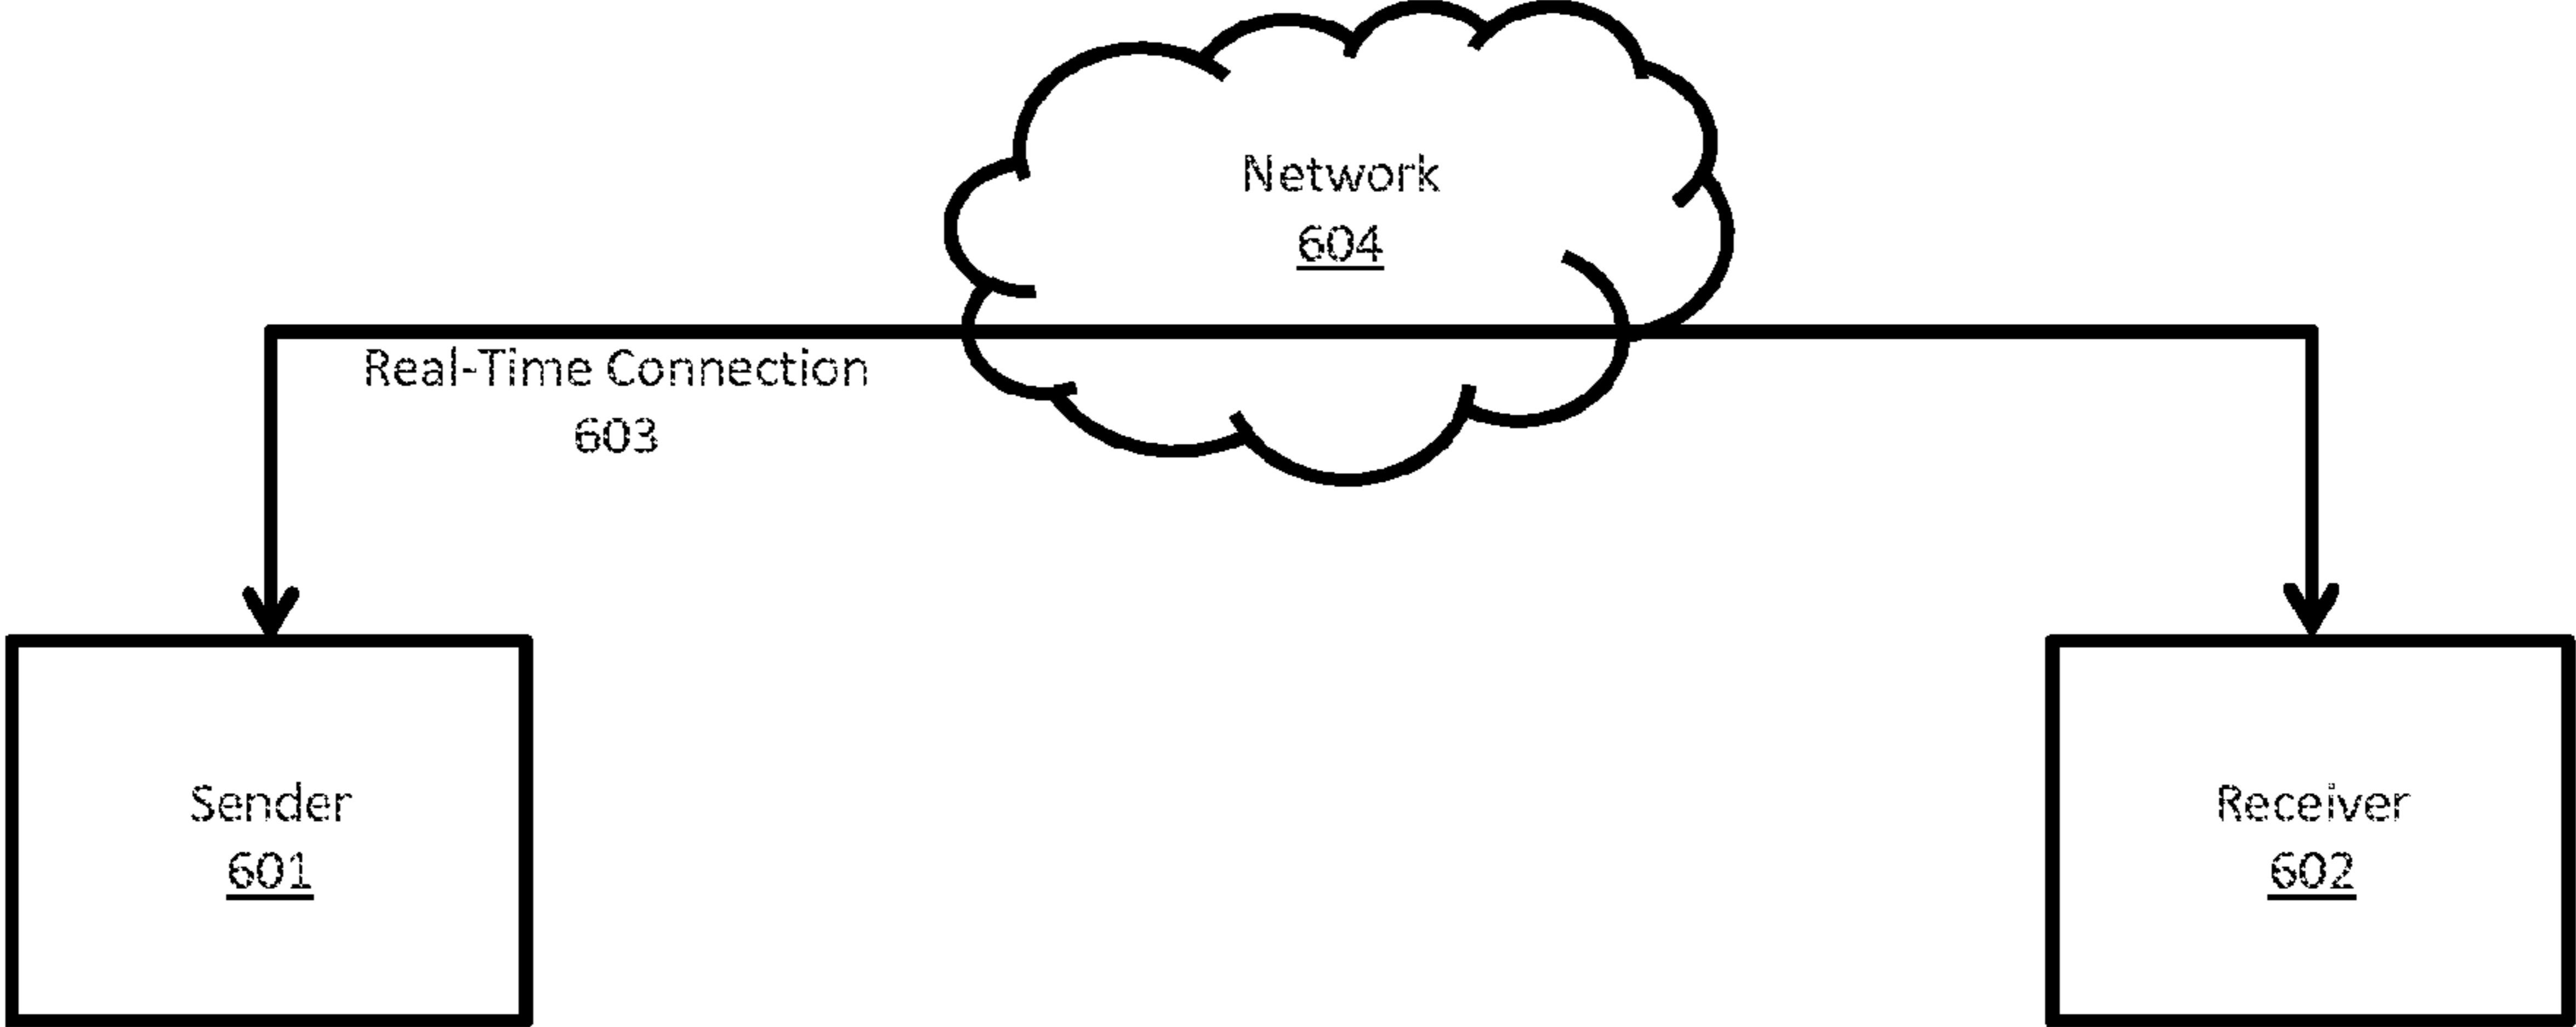 Network
604
Real-Time Connection
603
Sender
601
Receiver
602